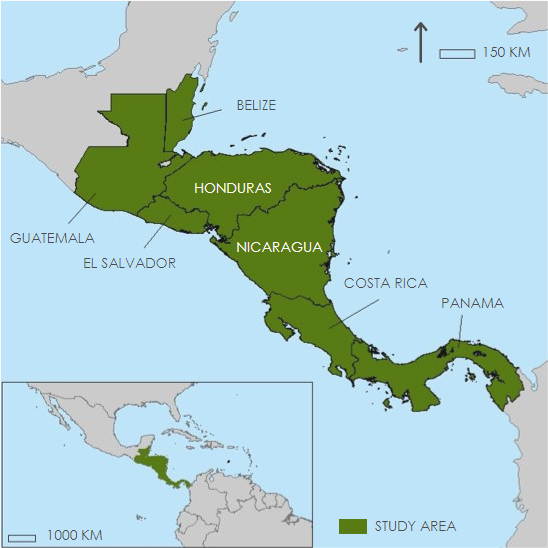 150 KM
BELIZE
HONDURAS
GUATEMALA
NICARAGUA
EL SALVADOR
COSTA RICA
PANAMA
1000 KM
STUDY AREA